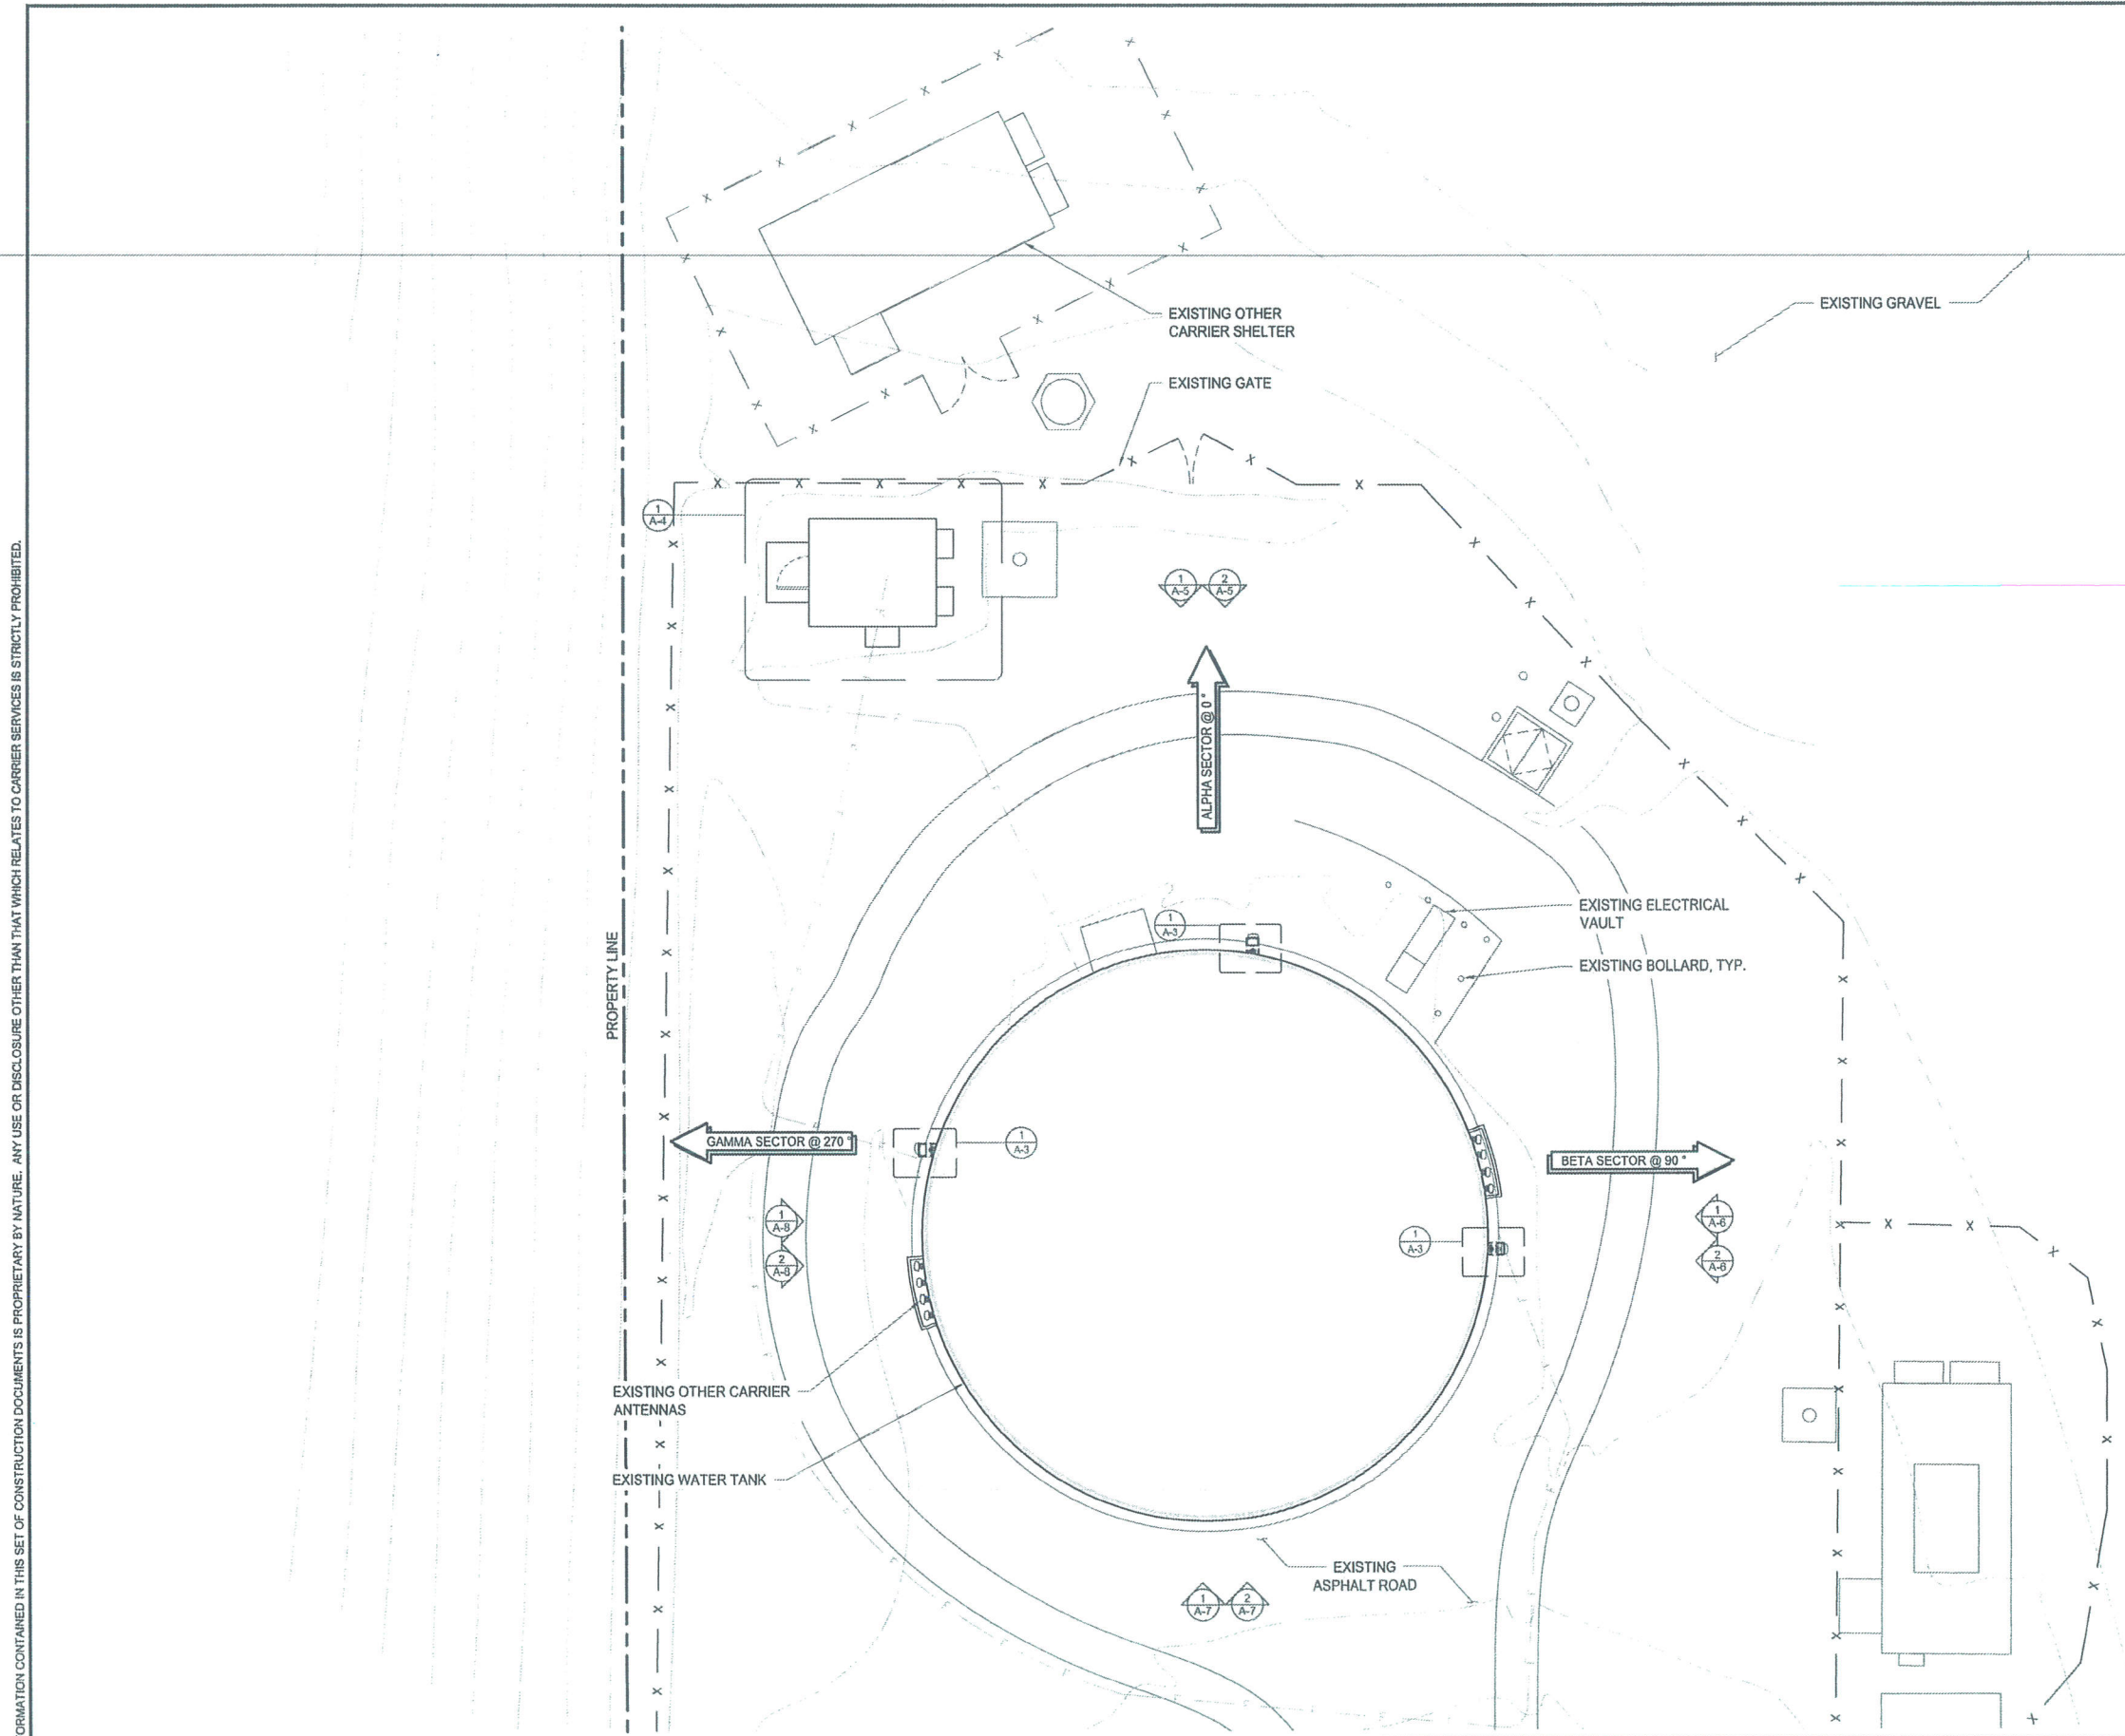 EXISTING OTHER
CARRIER SHELTER
EXISTING GRAVEL
EXISTING GATE
1
A-4
1
A-5
2
A-5
ALPHA SECTOR @ 0°
EXISTING ELECTRICAL
VAULT
1
A-3
EXISTING BOLLARD, TYP.
PROPERTY LINE
GAMMA SECTOR @ 270°
1
A-3
BETA SECTOR @ 90°
1
A-8
2
A-8
1
A-3
1
A-6
2
A-6
EXISTING OTHER CARRIER
ANTENNAS
EXISTING WATER TANK
EXISTING
ASPHALT ROAD
1
A-7
2
A-7
ORMATION CONTAINED IN THIS SET OF CONSTRUCTION DOCUMENTS IS PROPRIETARY BY NATURE. ANY USE OR DISCLOSURE OTHER THAN THAT WHICH RELATES TO CARRIER SERVICES IS STRICTLY PROHIBITED.